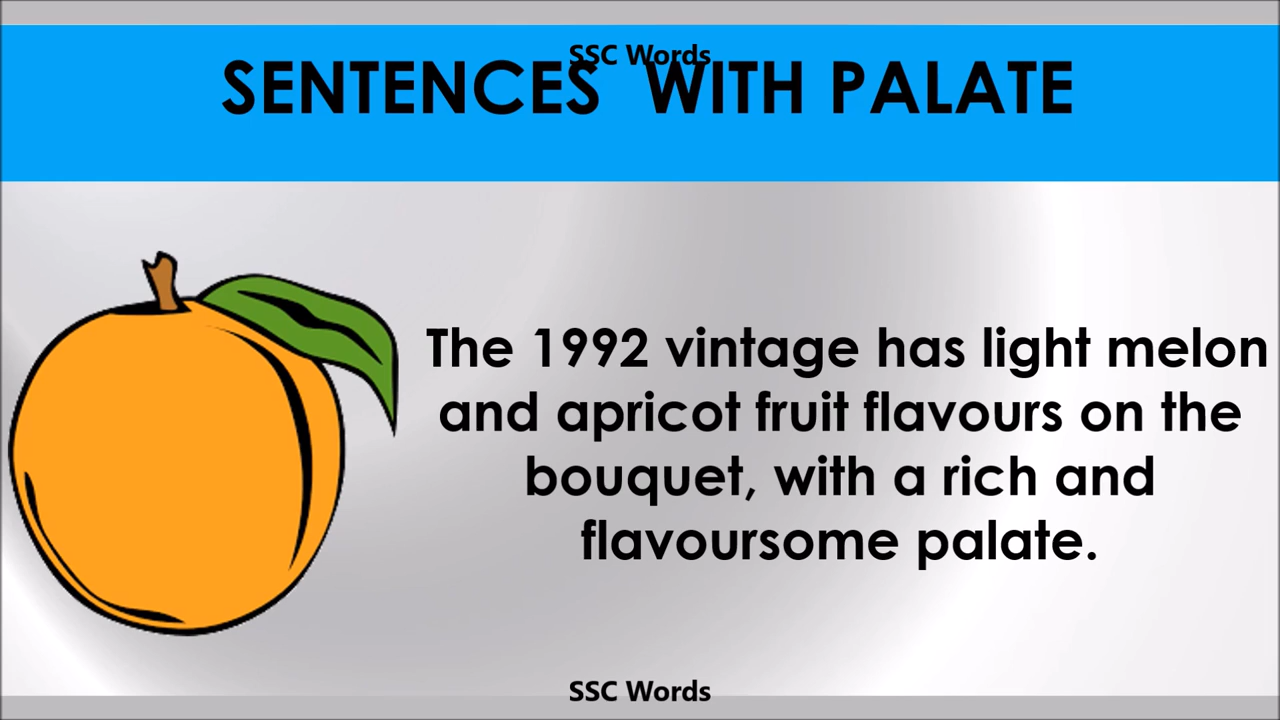 SSC Words
SENTENCES WITH PALATE
The 1992 vintage has light melon
and apricot fruit flavours on the
bouquet, with a rich and
flavoursome palate.
SSC Words